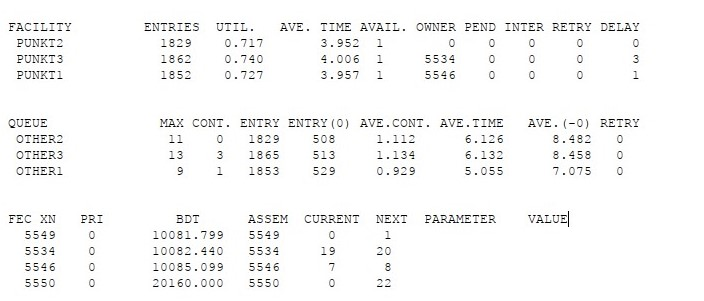 FACILITY ENTRIES UTIL. AVE. TIME AVAIL. OWNER PEND INTER RETRY DELAY
PUNKT2 1829 0.717 3.952 1 0 0 0 0 0
PUNKT3 1862 0.740 4.006 1 5534 0 0 0 3
PUNKT1 1852 0.727 3.957 1 5546 0 0 0 1
QUEUE MAX CONT. ENTRY ENTRY(0) AVE.CONT. AVE.TIME AVE.(-0) RETRY
OTHER2 11 0 1829 508 1.112 6.126 8.482 0
OTHER3 13 3 1865 513 1.134 6.132 8.458 0
OTHER1 9 1 1853 529 0.929 5.055 7.075 0
FEC XN PRI BDT ASSEM CURRENT NEXT PARAMETER VALUE
5549 0 10081.799 5549 0 1
5534 0 10082.440 5534 19 20
5546 0 10085.099 5546 7 8
5550 0 20160.000 5550 0 22